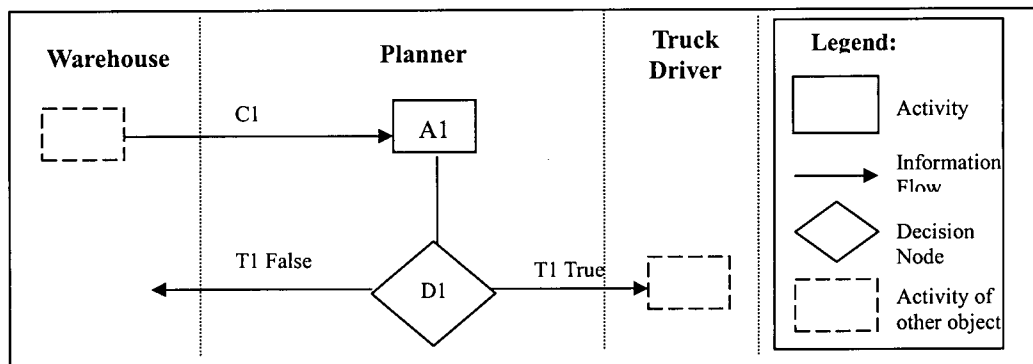 Warehouse
Planner
Truck
Driver
C1
A1
T1 False
D1
T1 True
Legend:
Activity
Information
Flow
Decision
Node
Activity of
other object